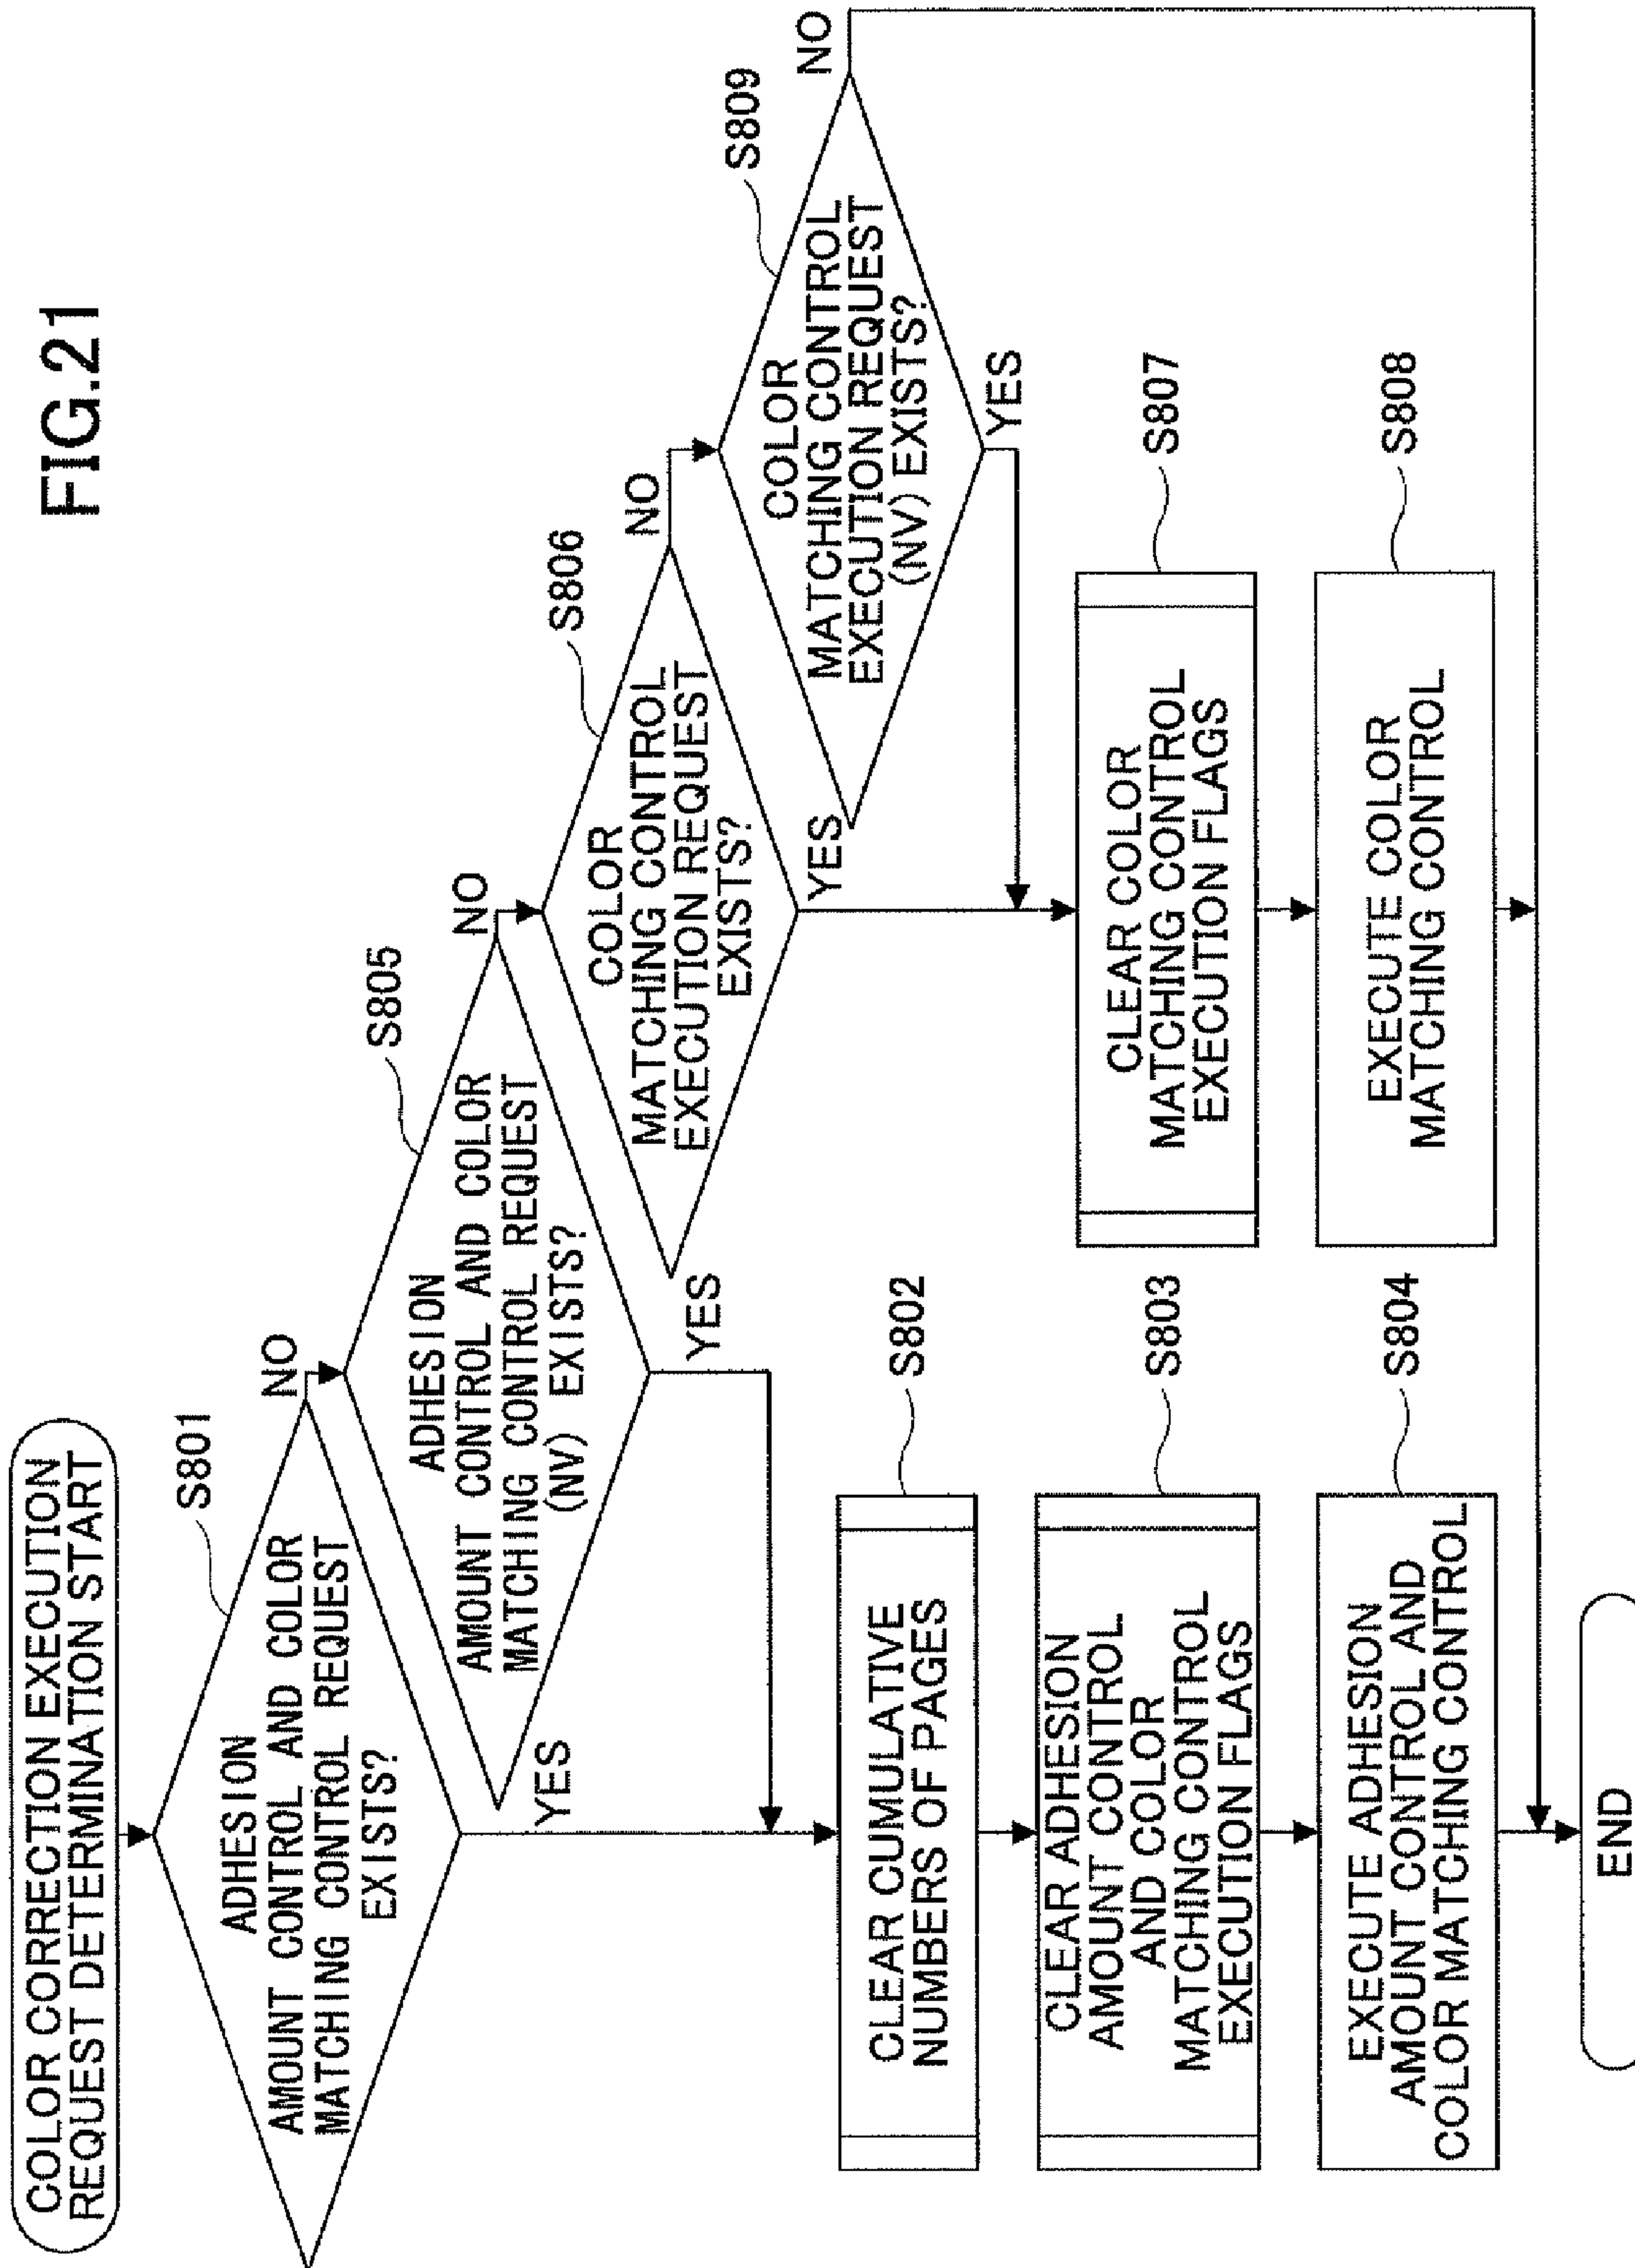 FIG.21
COLOR CORRECTION EXECUTION
REQUEST DETERMINATION START
S801
ADHESION
AMOUNT CONTROL AND COLOR
MATCHING CONTROL REQUEST
EXISTS?
NO
YES
S805
ADHESION
AMOUNT CONTROL AND COLOR
MATCHING CONTROL REQUEST
(NV) EXISTS?
NO
YES
S806
COLOR
MATCHING CONTROL
EXECUTION REQUEST
EXISTS?
NO
YES
S809
COLOR
MATCHING CONTROL
EXECUTION REQUEST
(NV) EXISTS?
NO
YES
S802
CLEAR CUMULATIVE
NUMBERS OF PAGES
S803
CLEAR ADHESION
AMOUNT CONTROL
AND COLOR
MATCHING CONTROL
EXECUTION FLAGS
S804
EXECUTE ADHESION
AMOUNT CONTROL AND
COLOR MATCHING CONTROL
S807
CLEAR COLOR
MATCHING CONTROL
EXECUTION FLAGS
S808
EXECUTE COLOR
MATCHING CONTROL
END